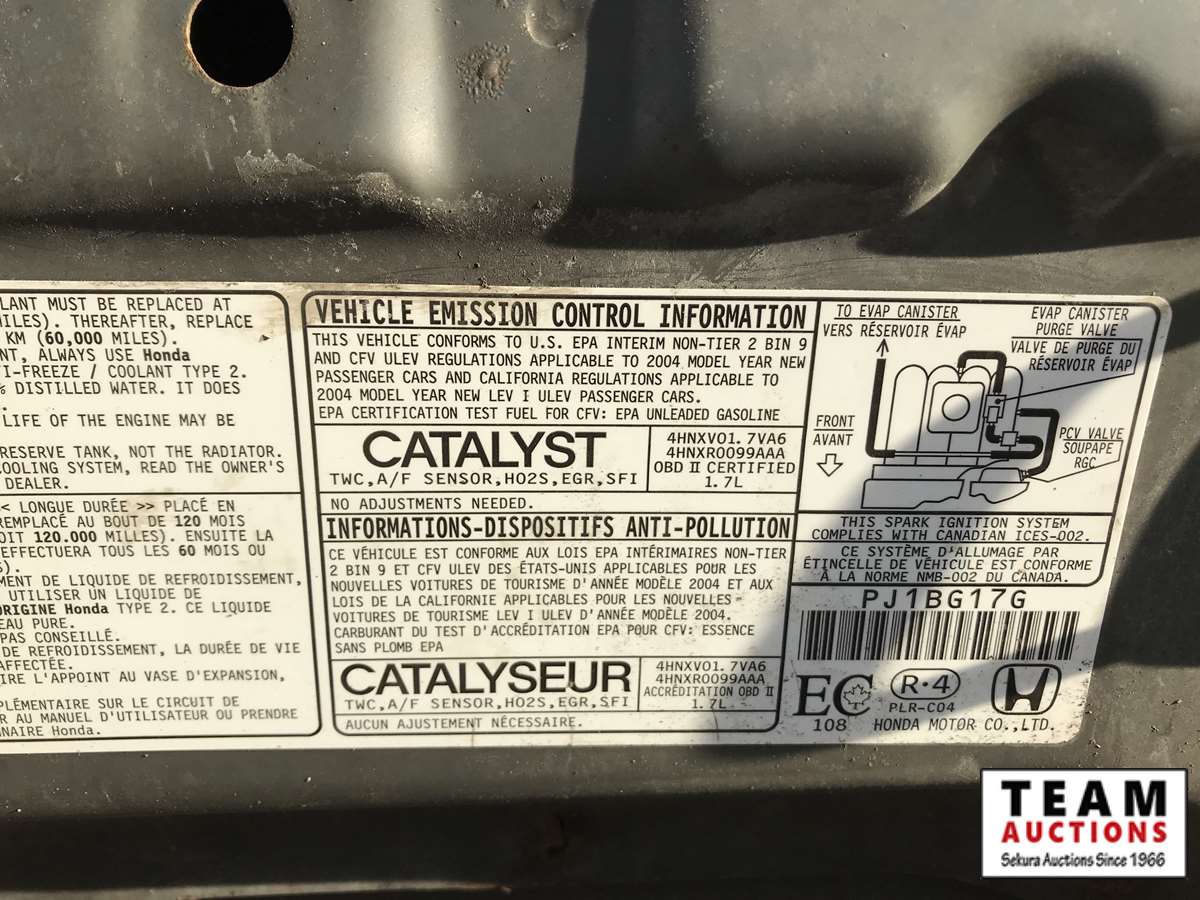 LANT MUST BE REPLACED AT
MILES). THEREAFTER, REPLACE
KM (60,000 MILES).
NT, ALWAYS USE Honda
TI-FREEZE / COOLANT TYPE 2.
% DISTILLED WATER. IT DOES
LIFE OF THE ENGINE MAY BE
RESERVE TANK, NOT THE RADIATOR.
COOLING SYSTEM, READ THE OWNER'S
DEALER.
< LONGUE DURÉE >> PLACÉ EN
REMPLACÉ AU BOUT DE 120 MOIS
OIT 120.000 MILLES). ENSUITE LA
EFFECTUERA TOUS LES 60 MOIS OU
S).
MENT DE LIQUIDE DE REFROIDISSEMENT,
UTILISER UN LIQUIDE DE
ORIGINE Honda TYPE 2. CE LIQUIDE
EAU PURE.
PAS CONSEILLÉ.
DE REFROIDISSEMENT, LA DURÉE DE VIE
AFFECTÉE.
IRE L'APPOINT AU VASE D'EXPANSION,
PLÉMENTAIRE SUR LE CIRCUIT DE
R AU MANUEL D'UTILISATEUR OU PRENDRE
NNAIRE Honda.
VEHICLE EMISSION CONTROL INFORMATION
THIS VEHICLE CONFORMS TO U.S. EPA INTERIM NON-TIER 2 BIN 9
AND CFV ULEV REGULATIONS APPLICABLE TO 2004 MODEL YEAR NEW
PASSENGER CARS AND CALIFORNIA REGULATIONS APPLICABLE TO
2004 MODEL YEAR NEW LEV I ULEV PASSENGER CARS.
EPA CERTIFICATION TEST FUEL FOR CFV: EPA UNLEADED GASOLINE
CATALYST
TWC,A/F SENSOR,HO2S,EGR,SFI
4HNXV01.7VA6
4HNXR0099AAA
OBD II CERTIFIED
1.7L
NO ADJUSTMENTS NEEDED.
INFORMATIONS-DISPOSITIFS ANTI-POLLUTION
CE VÉHICULE EST CONFORME AUX LOIS EPA INTÉRIMAIRES NON-TIER
2 BIN 9 ET CFV ULEV DES ÉTATS-UNIS APPLICABLES POUR LES
NOUVELLES VOITURES DE TOURISME D'ANNÉE MODÈLE 2004 ET AUX
LOIS DE LA CALIFORNIE APPLICABLES POUR LES NOUVELLES
VOITURES DE TOURISME LEV I ULEV D'ANNÉE MODÈLE 2004.
CARBURANT DU TEST D'ACCRÉDITATION EPA POUR CFV: ESSENCE
SANS PLOMB EPA
CATALYSEUR
TWC,A/F SENSOR,HO2S,EGR,SFI
4HNXV01.7VA6
4HNXR0099AAA
ACCRÉDITATION OBD II
1.7L
AUCUN AJUSTEMENT NÉCESSAIRE.
TO EVAP CANISTER
VERS RÉSERVOIR ÉVAP
EVAP CANISTER
PURGE VALVE
VALVE DE PURGE DU
RÉSERVOIR ÉVAP
FRONT
AVANT
PCV VALVE
SOUPAPE
RGC
THIS SPARK IGNITION SYSTEM
COMPLIES WITH CANADIAN ICES-002.
CE SYSTÈME D'ALLUMAGE PAR
ÉTINCELLE DE VÉHICULE EST CONFORME
À LA NORME NMB-002 DU CANADA.
PJ1BG17G
EC
108
R·4
PLR-C04
HONDA MOTOR CO.,LTD.
TEAM
AUCTIONS
Sekura Auctions Since 1966